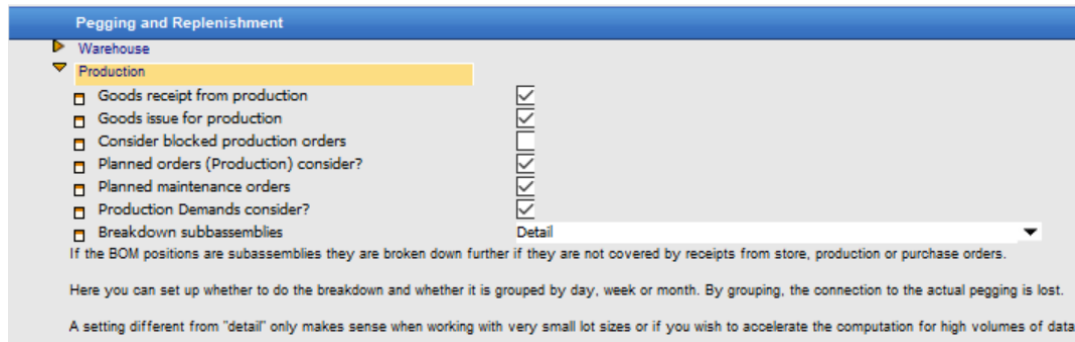 Pegging and Replenishment
Warehouse
Production
Goods receipt from production
Goods issue for production
Consider blocked production orders
Planned orders (Production) consider?
Planned maintenance orders
Production Demands consider?
Breakdown subbassemblies Detail
If the BOM positions are subassemblies they are broken down further if they are not covered by receipts from store, production or purchase orders.
Here you can set up whether to do the breakdown and whether it is grouped by day, week or month. By grouping, the connection to the actual pegging is lost.
A setting different from "detail" only makes sense when working with very small lot sizes or if you wish to accelerate the computation for high volumes of data